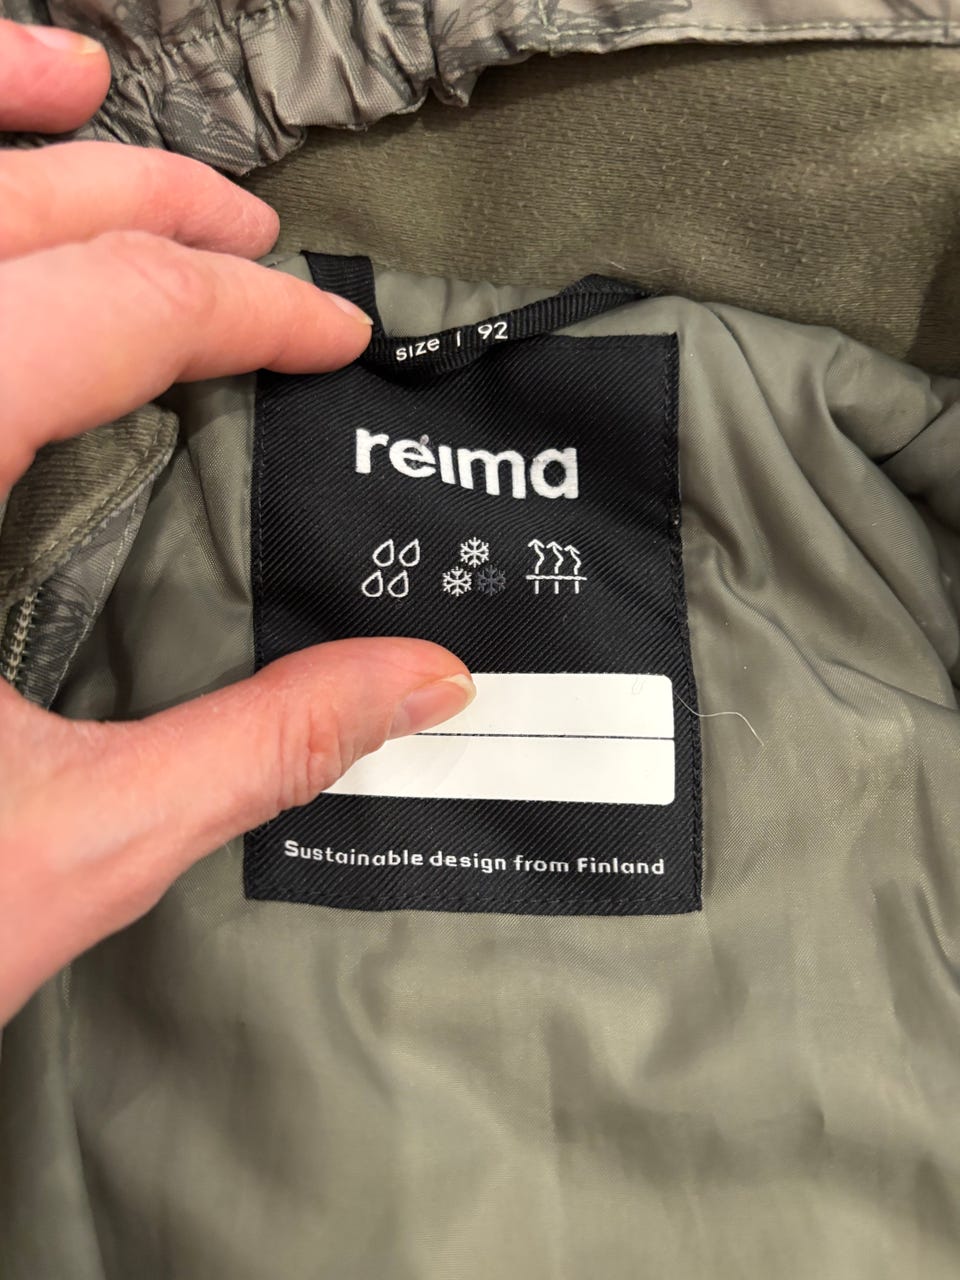 size | 92
reima
Sustainable design from Finland